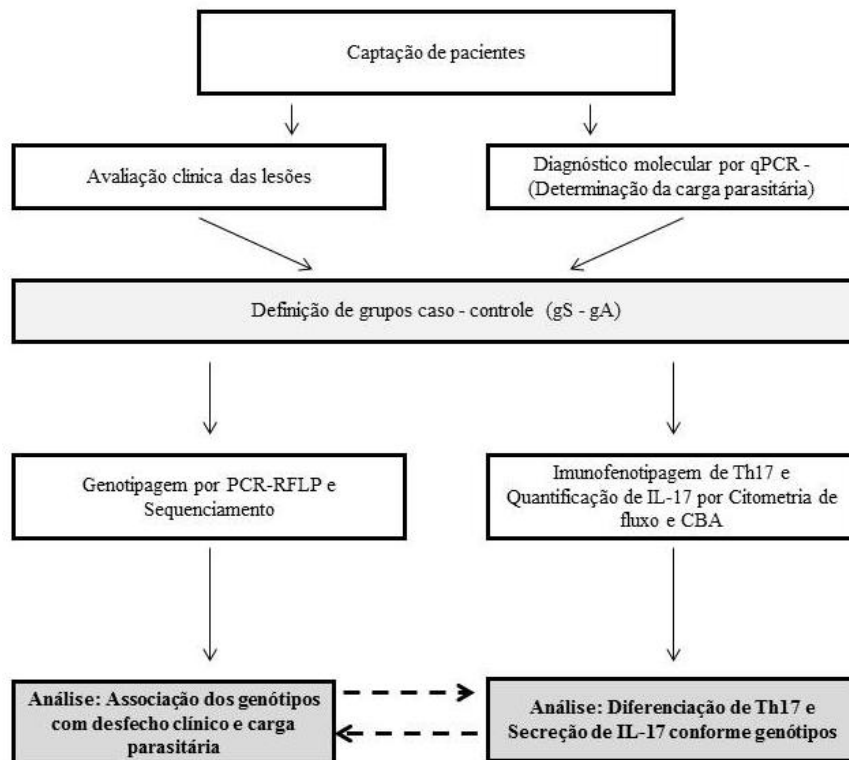 Captação de pacientes
Avaliação clínica das lesões
Diagnóstico molecular por qPCR -
(Determinação da carga parasitária)
Definição de grupos caso - controle (gS - gA)
Genotipagem por PCR-RFLP e
Sequenciamento
Imunofenotipagem de Th17 e
Quantificação de IL-17 por Citometria de
fluxo e CBA
Análise: Associação dos genótipos
com desfecho clínico e carga
parasitária
Análise: Diferenciação de Th17 e
Secreção de IL-17 conforme genótipos